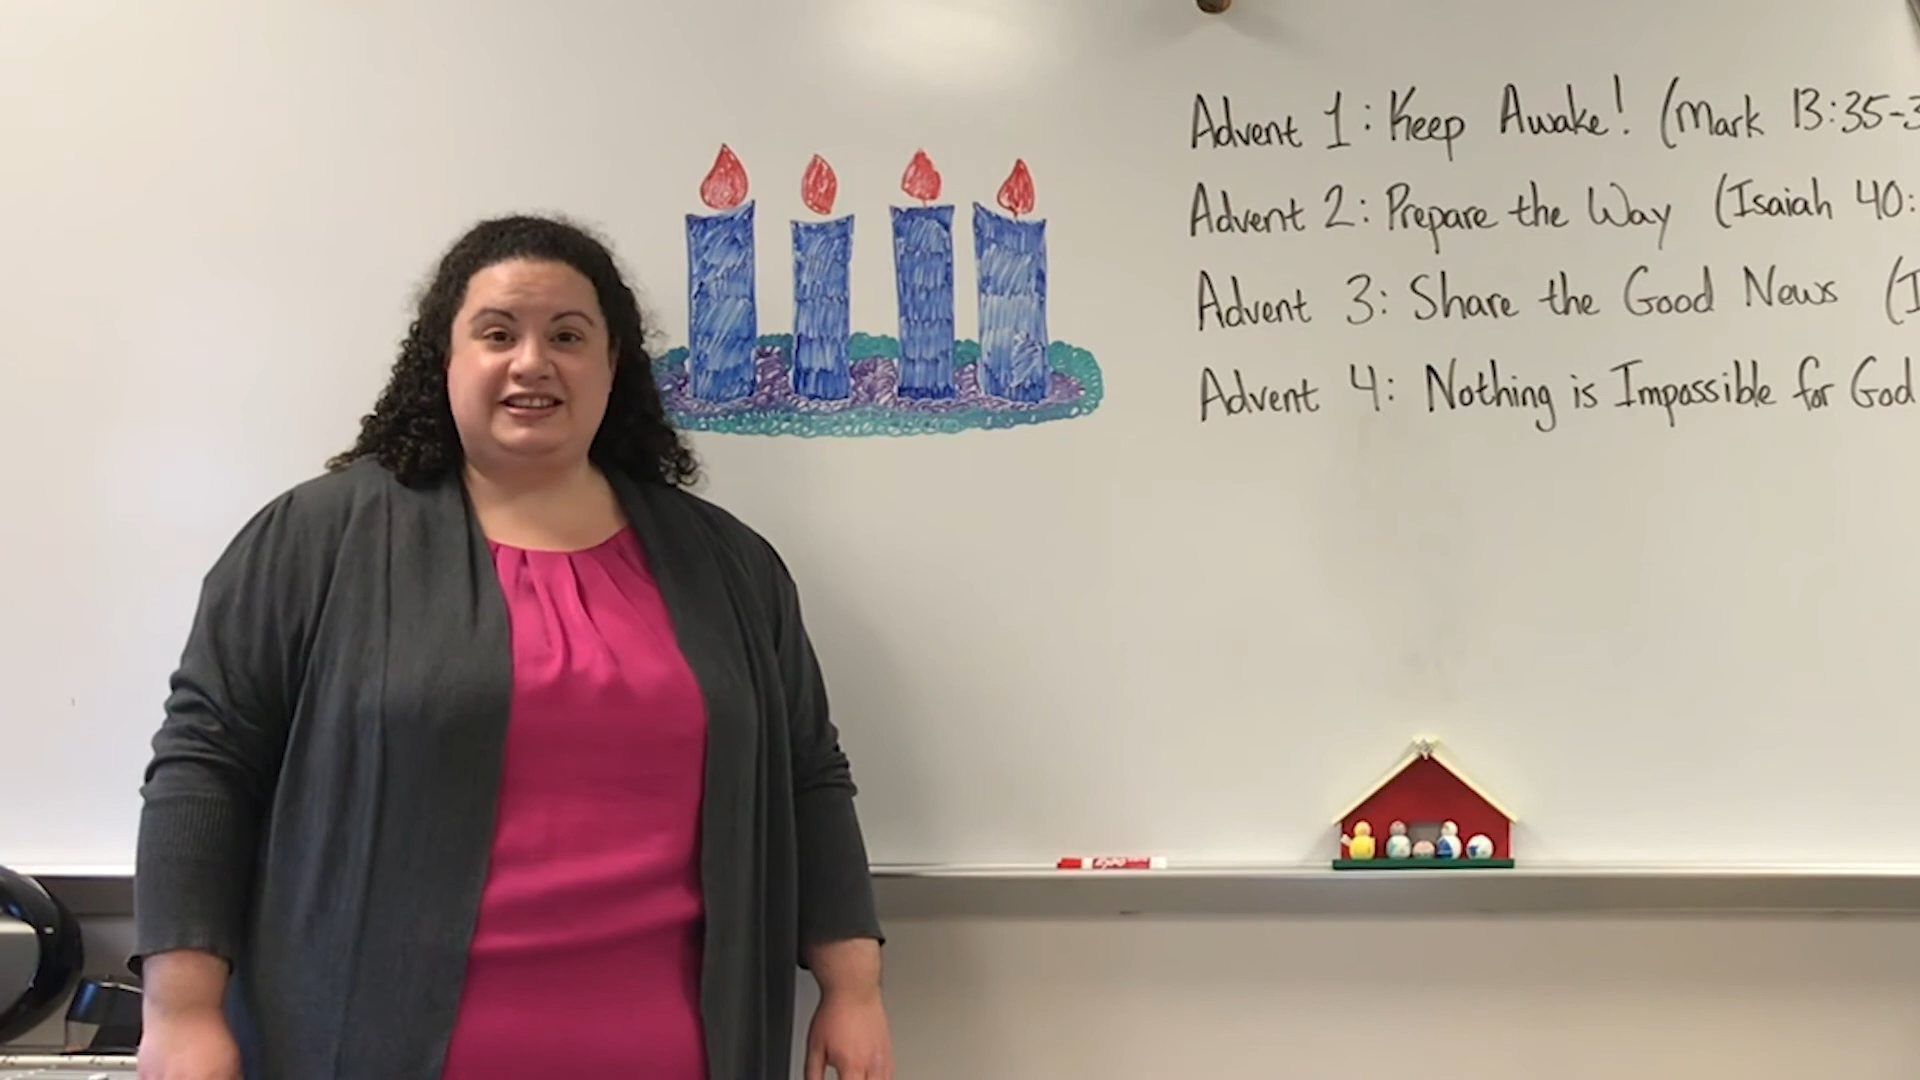 Advent 1: Keep Awake! (Mark 13:35-3
Advent 2: Prepare the Way (Isaiah 40:
Advent 3: Share the Good News (I
Advent 4: Nothing is Impossible for God